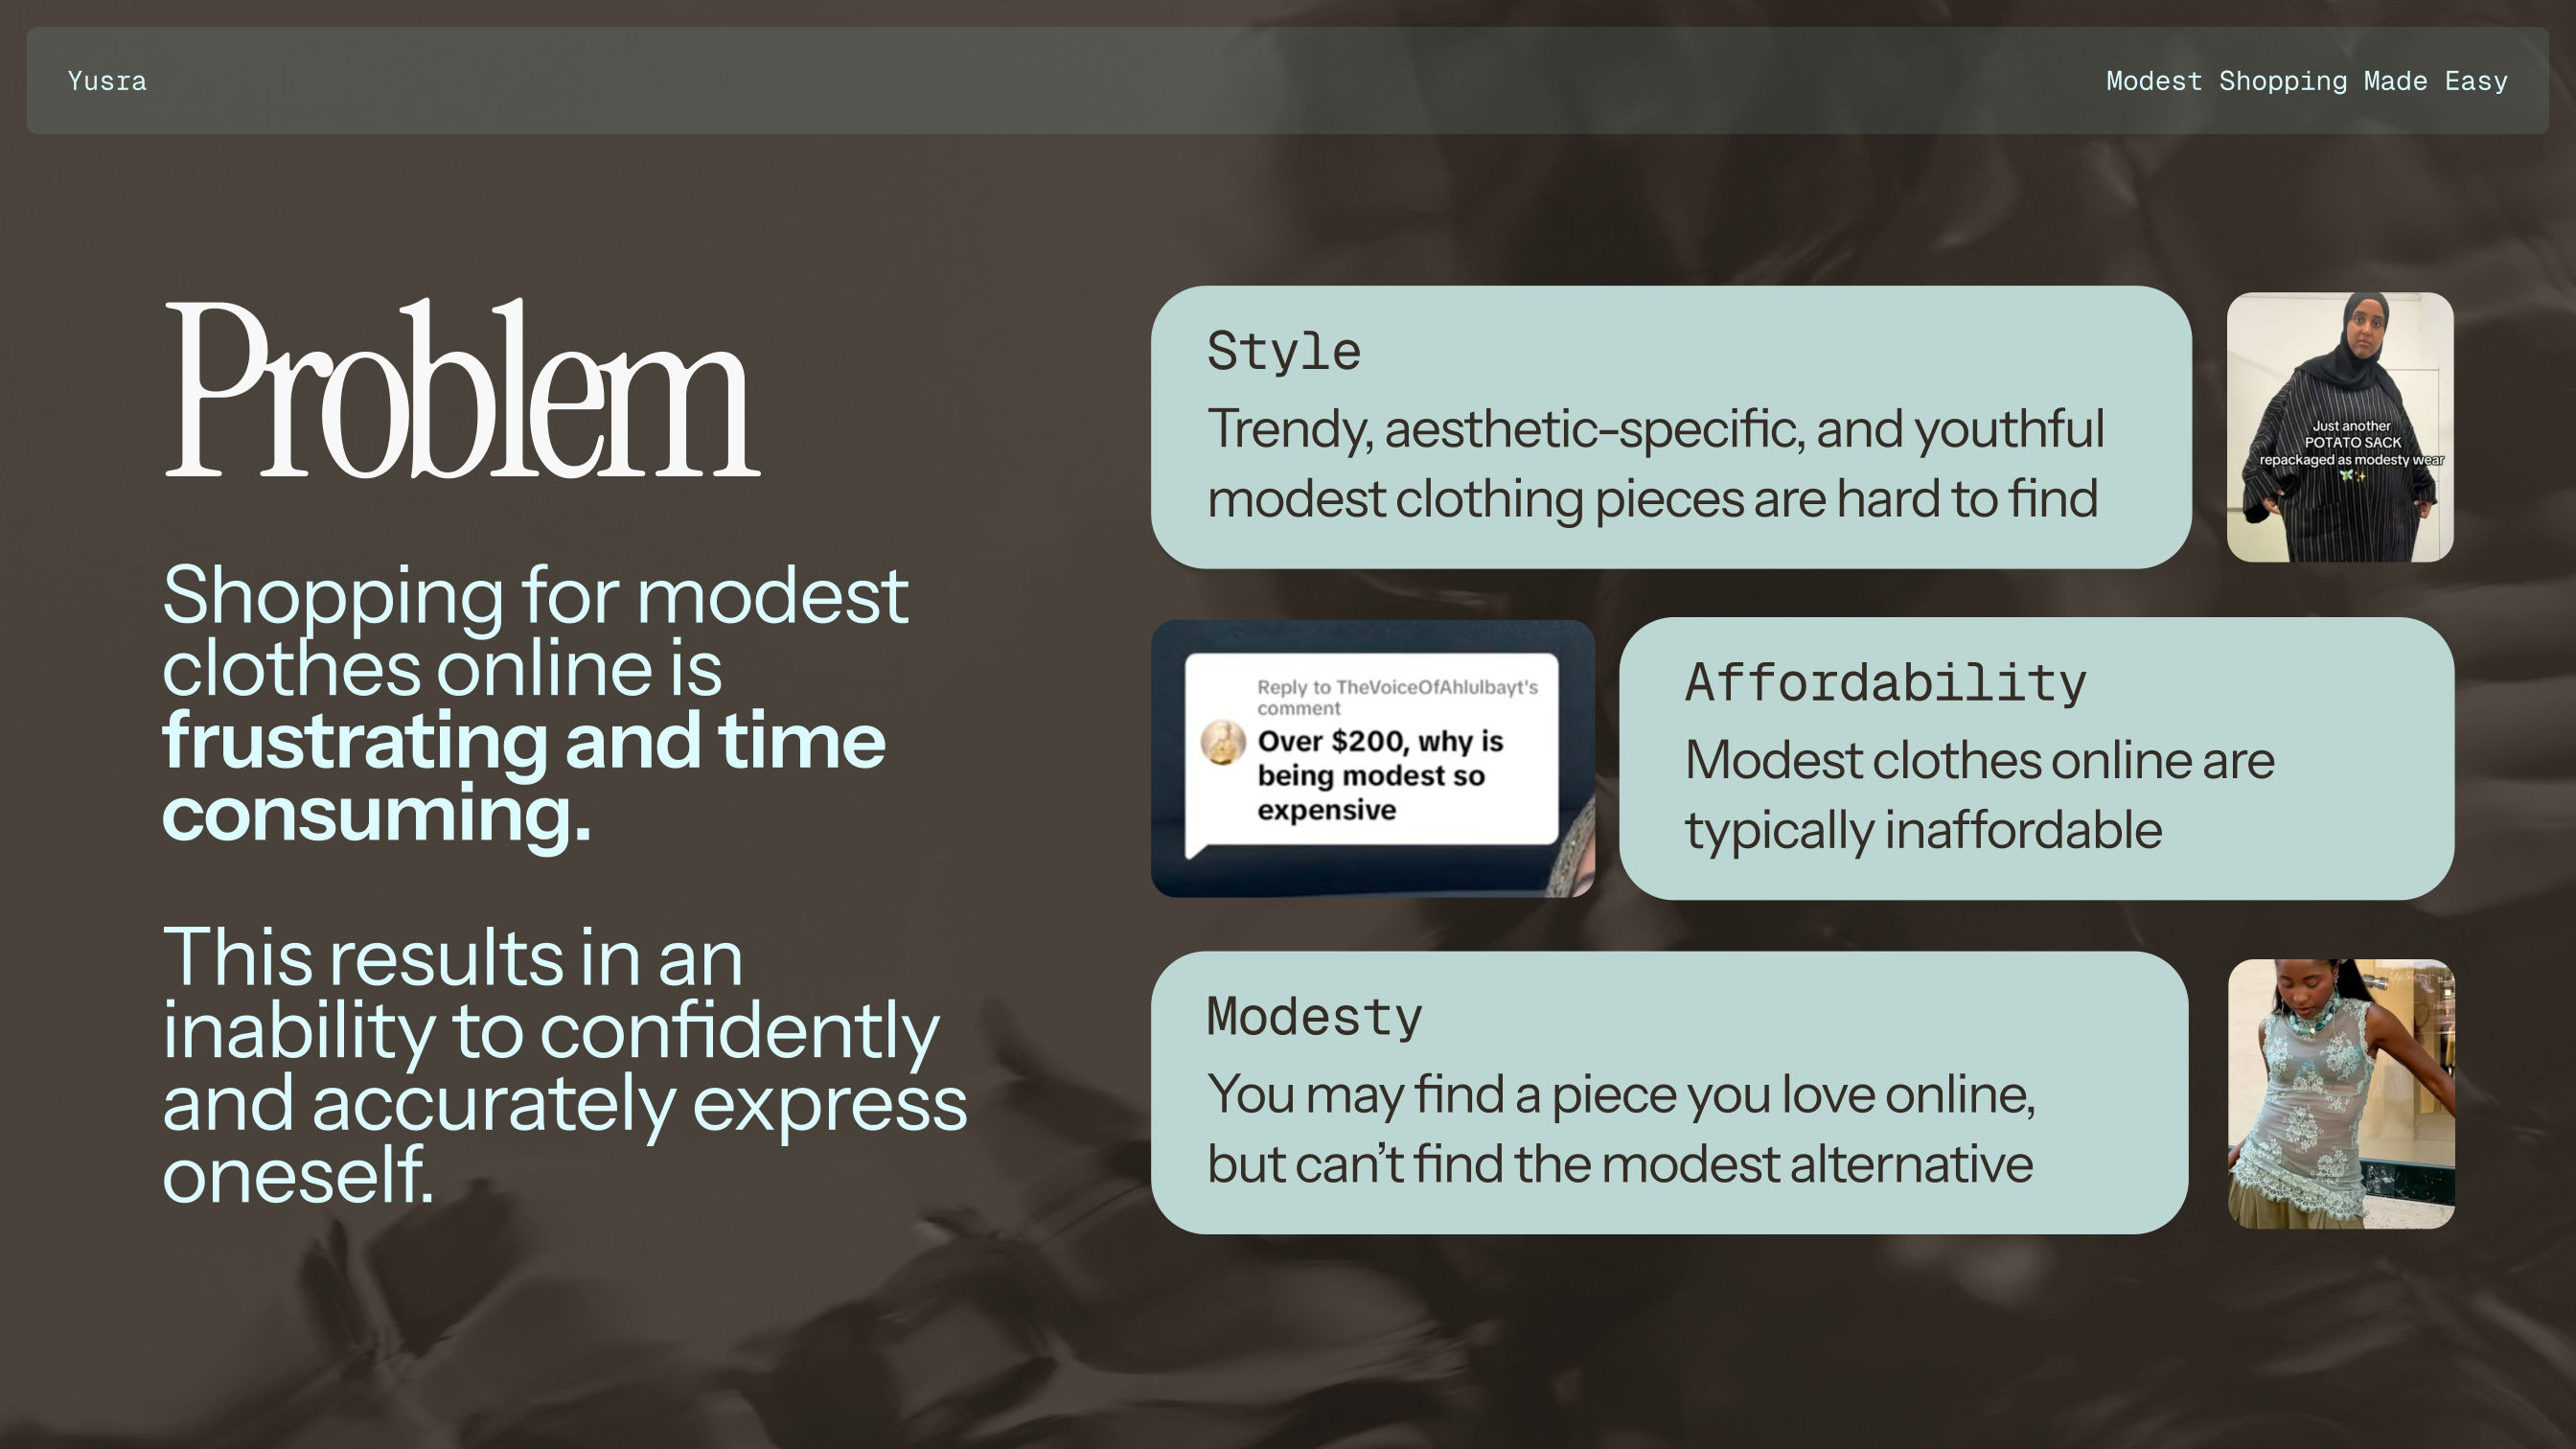 Yusra
Modest Shopping Made Easy
Problem
Shopping for modest
clothes online is
frustrating and time
consuming.
This results in an
inability to confidently
and accurately express
oneself.
Style
Trendy, aesthetic-specific, and youthful
modest clothing pieces are hard to find
Just another
POTATO SACK
repackaged as modesty wear
💸✨
Reply to TheVoiceOfAhlulbayt's
comment
Over $200, why is
being modest so
expensive
Affordability
Modest clothes online are
typically inaffordable
Modesty
You may find a piece you love online,
but can’t find the modest alternative